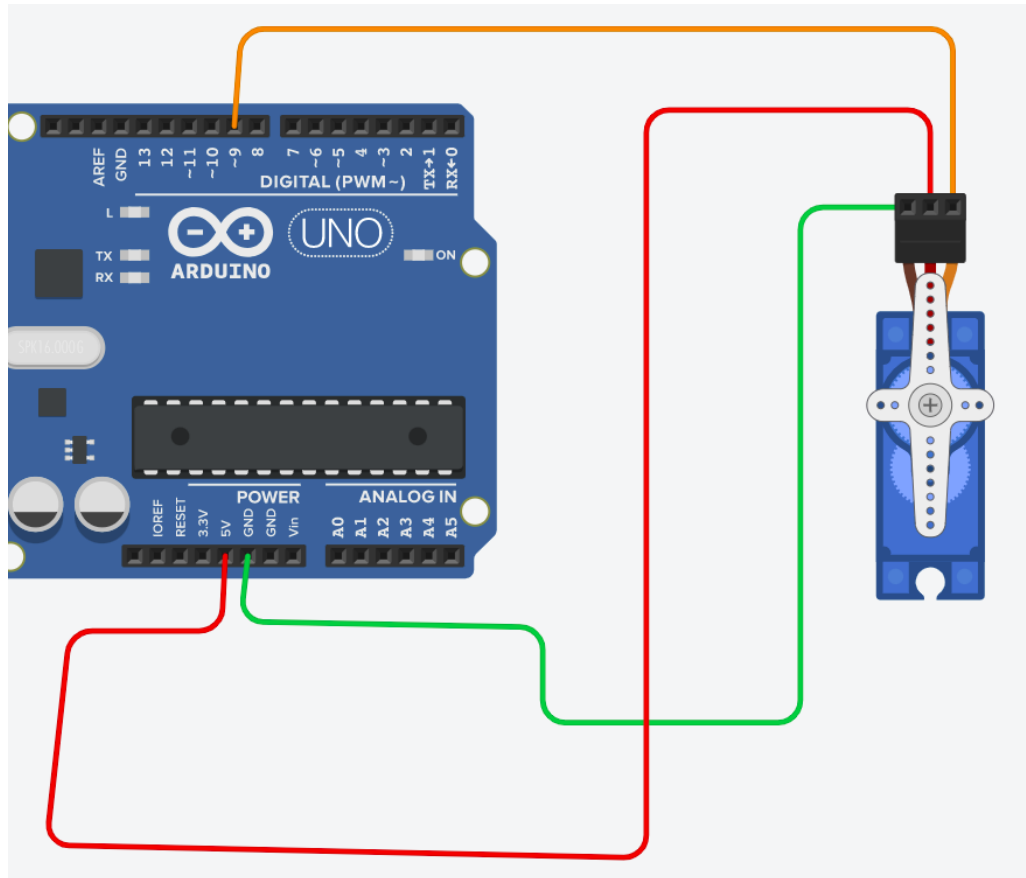 AREF
GND
13
12
~11
~10
~9
8
7
~6
~5
4
~3
2
TX→1
RX←0
DIGITAL (PWM~)
L
TX
RX
UNO
ON
ARDUINO
SPK16.000G
POWER
ANALOG IN
IOREF
RESET
3.3V
5V
GND
GND
Vin
A0
A1
A2
A3
A4
A5